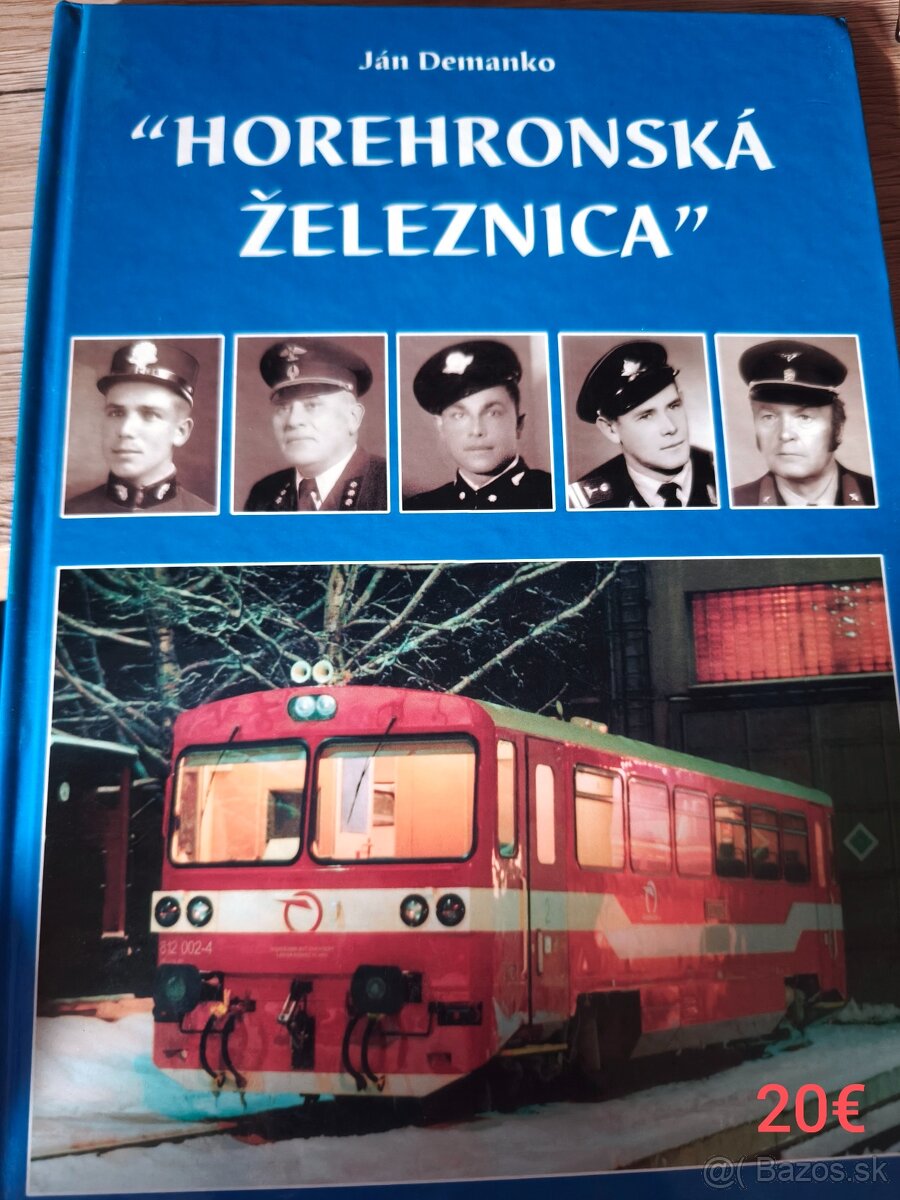 Ján Demanko
“HOREHRONSKÁ
ŽELEZNICA”
812 002-4
20€
@( Bazos.sk